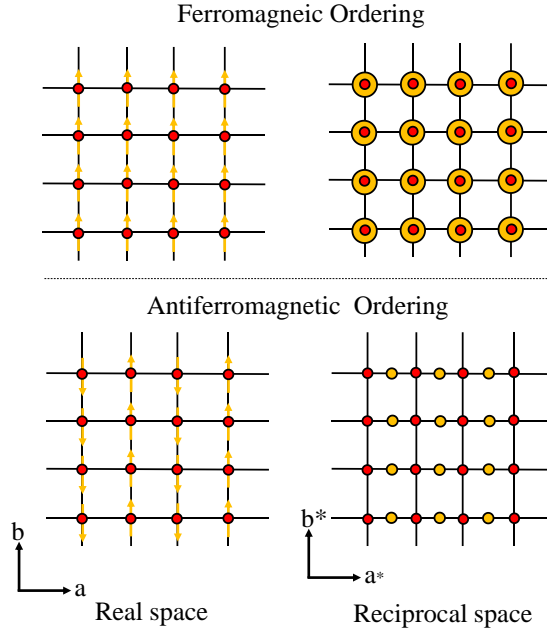 Ferromagneic Ordering
Antiferromagnetic Ordering
b
a
b*
a*
Real space
Reciprocal space